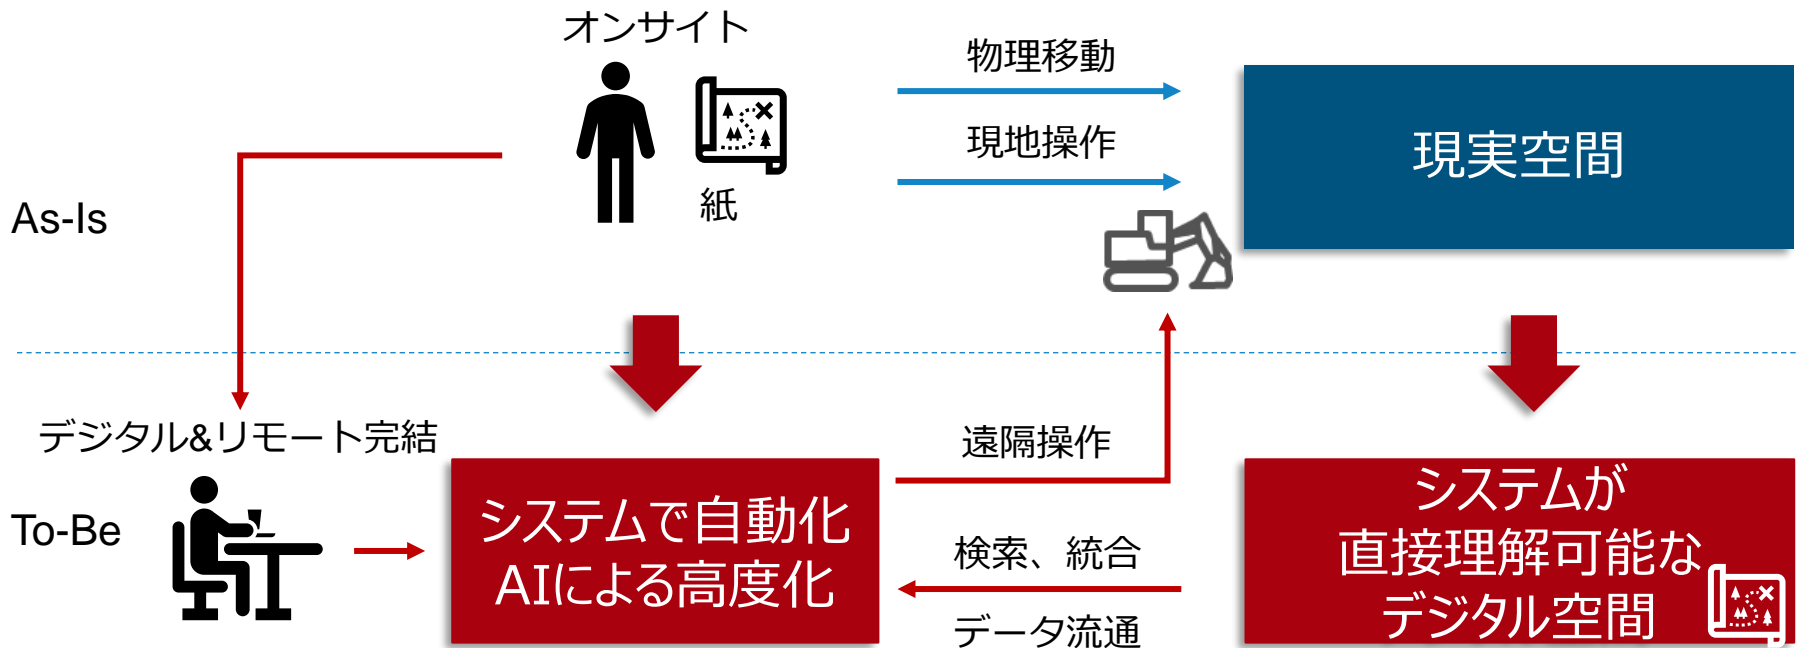 オンサイト
物理移動
現地操作
現実空間
紙
As-Is
デジタル&リモート完結
遠隔操作
To-Be
システムで自動化
AIによる高度化
検索、統合
データ流通
システムが
直接理解可能な
デジタル空間